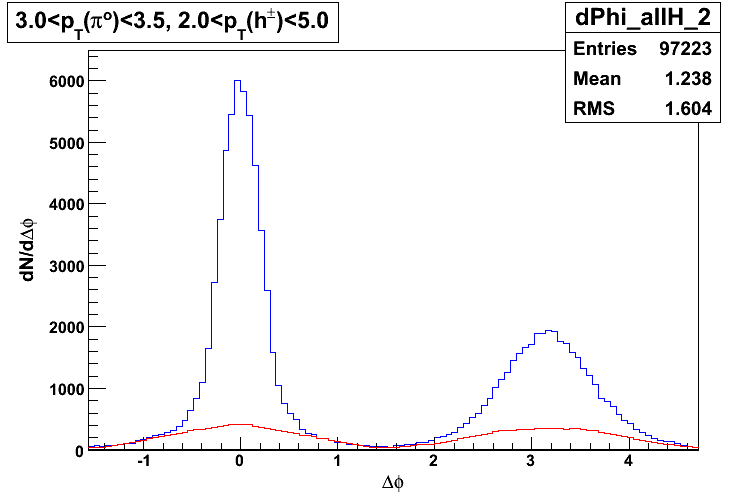 3.0<p_T(π⁰)<3.5, 2.0<p_T(h^±)<5.0
dPhi_allH_2
Entries 97223
Mean 1.238
RMS 1.604
dN/dΔϕ
6000
5000
4000
3000
2000
1000
0
-1 0 1 2 3 4
Δϕ